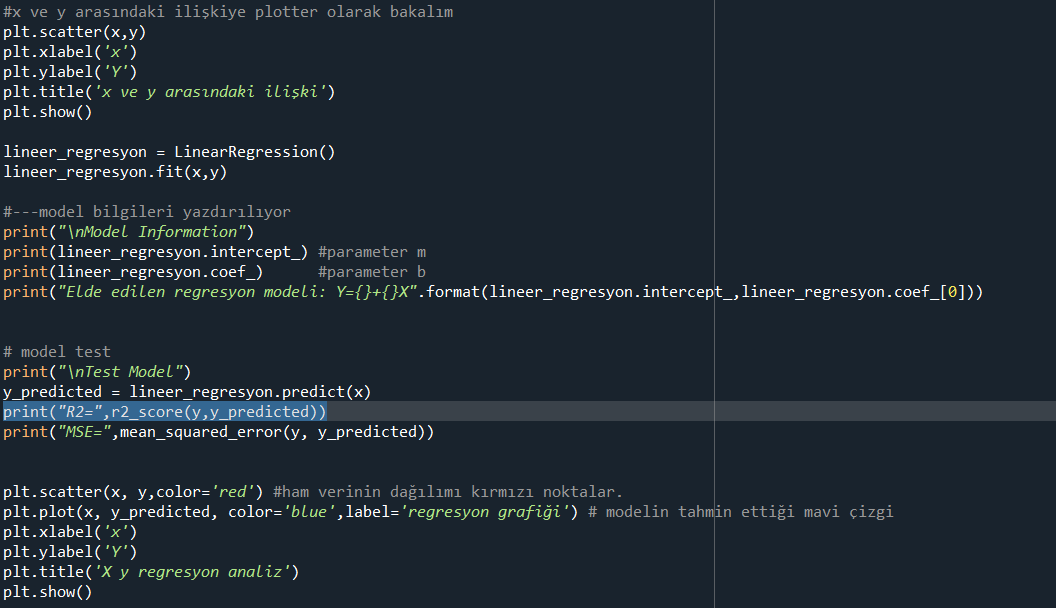 #x ve y arasındaki ilişkiye plotter olarak bakalım
plt.scatter(x,y)
plt.xlabel('x')
plt.ylabel('Y')
plt.title('x ve y arasındaki ilişki')
plt.show()
lineer_regresyon = LinearRegression()
lineer_regresyon.fit(x,y)
#---model bilgileri yazdırılıyor
print("\nModel Information")
print(lineer_regresyon.intercept_) #parameter m
print(lineer_regresyon.coef_)      #parameter b
print("Elde edilen regresyon modeli: Y={}+{}X".format(lineer_regresyon.intercept_,lineer_regresyon.coef_[0]))
# model test
print("\nTest Model")
y_predicted = lineer_regresyon.predict(x)
print("R2=",r2_score(y,y_predicted))
print("MSE=",mean_squared_error(y, y_predicted))
plt.scatter(x, y,color='red') #ham verinin dağılımı kırmızı noktalar.
plt.plot(x, y_predicted, color='blue',label='regresyon grafiği') # modelin tahmin ettiği mavi çizgi
plt.xlabel('x')
plt.ylabel('Y')
plt.title('X y regresyon analiz')
plt.show()